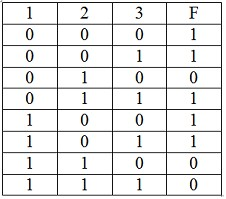 1 2 3 F
0 0 0 1
0 0 1 1
0 1 0 0
0 1 1 1
1 0 0 1
1 0 1 1
1 1 0 0
1 1 1 0